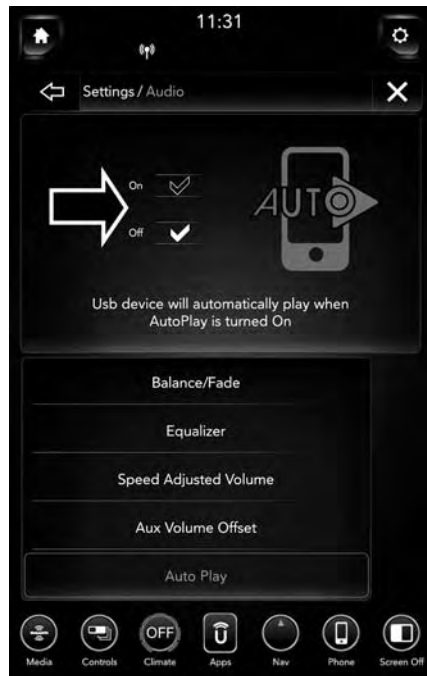 11:31
Settings / Audio
On
Off
AUTO
Usb device will automatically play when
AutoPlay is turned On
Balance/Fade
Equalizer
Speed Adjusted Volume
Aux Volume Offset
Auto Play
OFF
Media Controls Climate Apps Nav Phone Screen Off